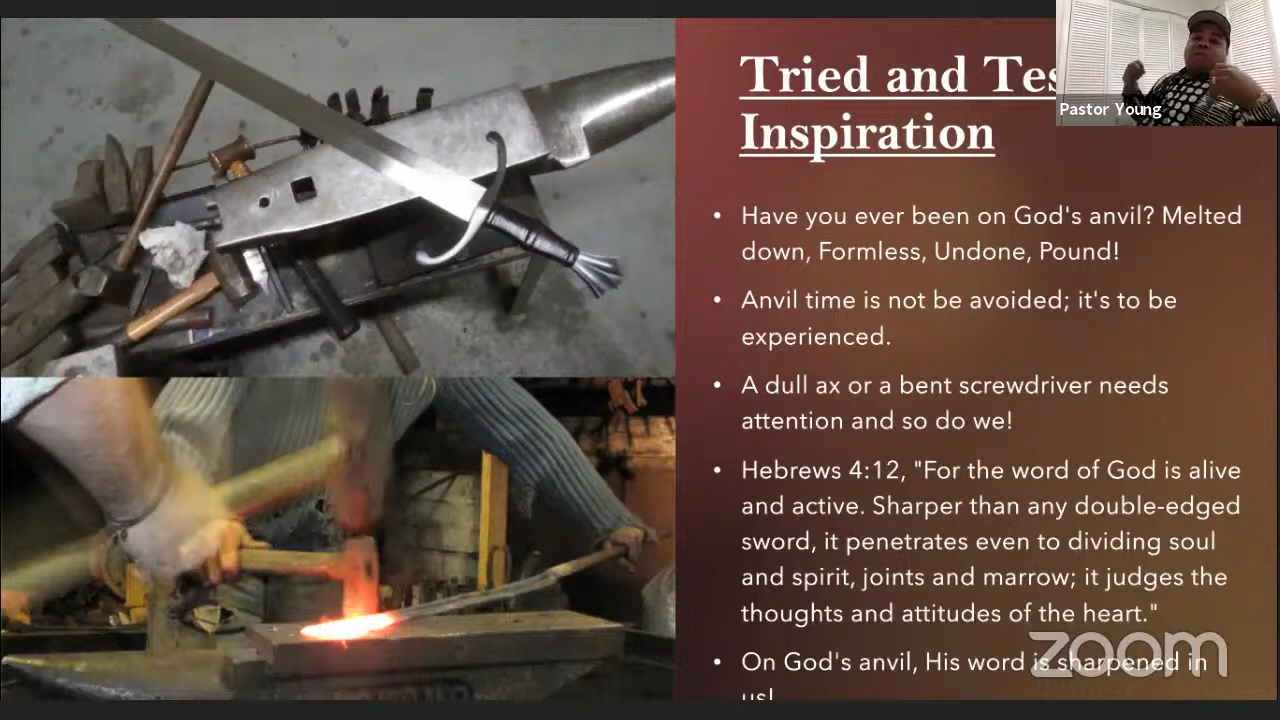 Tried and Tes
Inspiration
Pastor Young
• Have you ever been on God's anvil? Melted
down, Formless, Undone, Pound!
• Anvil time is not be avoided; it's to be
experienced.
• A dull ax or a bent screwdriver needs
attention and so do we!
• Hebrews 4:12, "For the word of God is alive
and active. Sharper than any double-edged
sword, it penetrates even to dividing soul
and spirit, joints and marrow; it judges the
thoughts and attitudes of the heart."
• On God's anvil, His word is sharpened in
us!
zoom